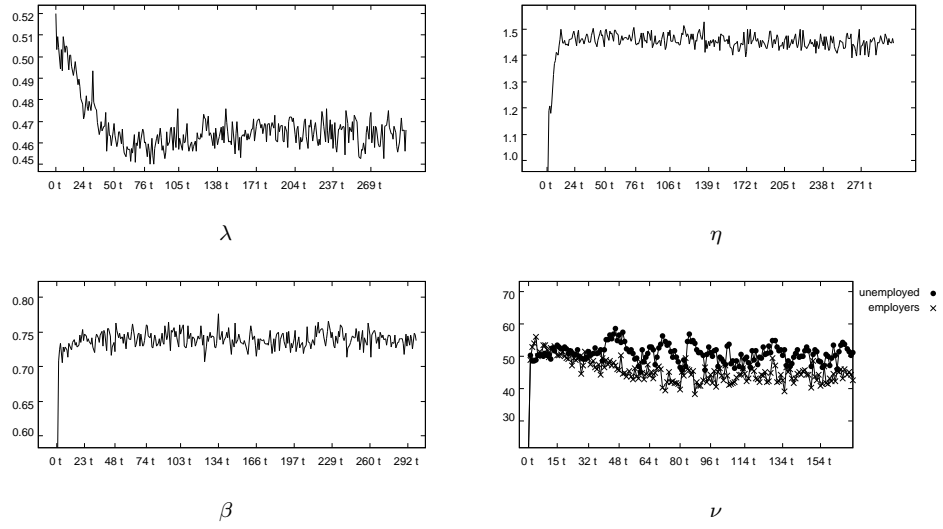 0.52
0.51
0.50
0.49
0.48
0.47
0.46
0.45
0 t 24 t 50 t 76 t 105 t 138 t 171 t 204 t 237 t 269 t
λ
1.5
1.4
1.3
1.2
1.1
1.0
0 t 24 t 50 t 76 t 106 t 139 t 172 t 205 t 238 t 271 t
η
0.80
0.75
0.70
0.65
0.60
0 t 23 t 48 t 74 t 103 t 134 t 166 t 197 t 229 t 260 t 292 t
β
70
60
50
40
30
0 t 15 t 32 t 48 t 64 t 80 t 96 t 114 t 134 t 154 t
unemployed
employers
ν